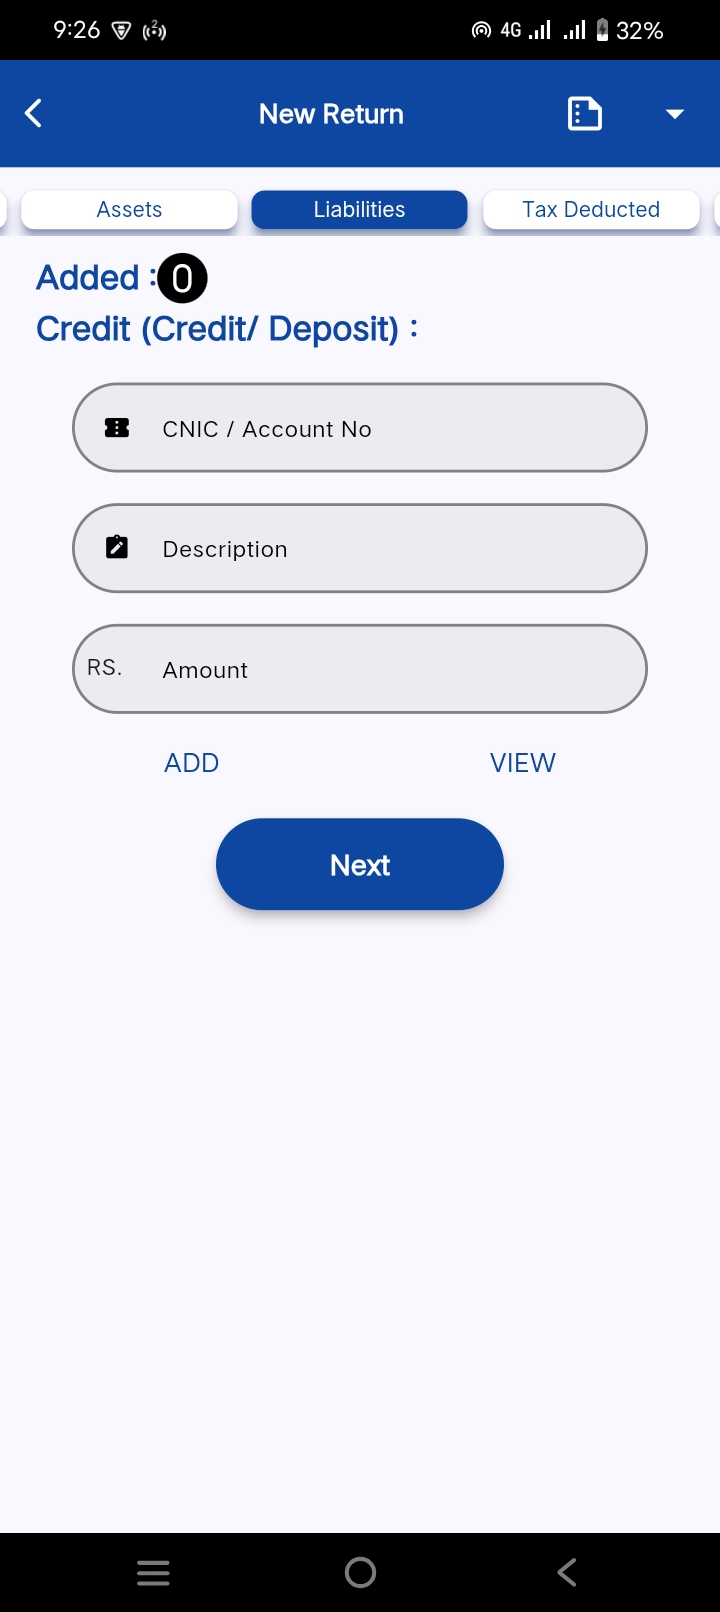 9:26 2 4G 32%
New Return
Assets Liabilities Tax Deducted
Added : 0
Credit (Credit/ Deposit) :
CNIC / Account No
Description
RS. Amount
ADD VIEW
Next